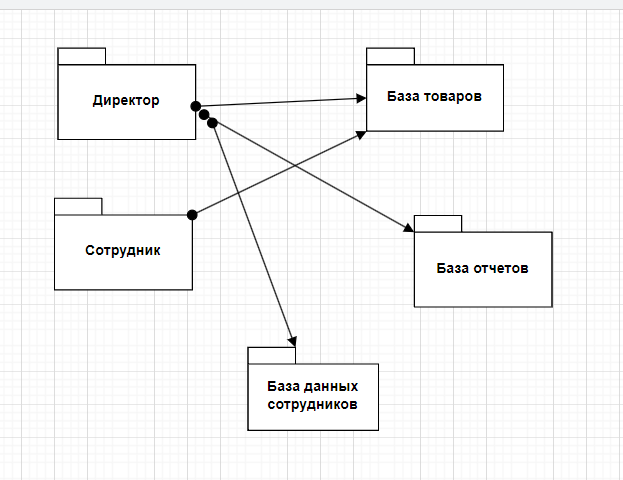 Директор
База товаров
Сотрудник
База отчетов
База данных
сотрудников